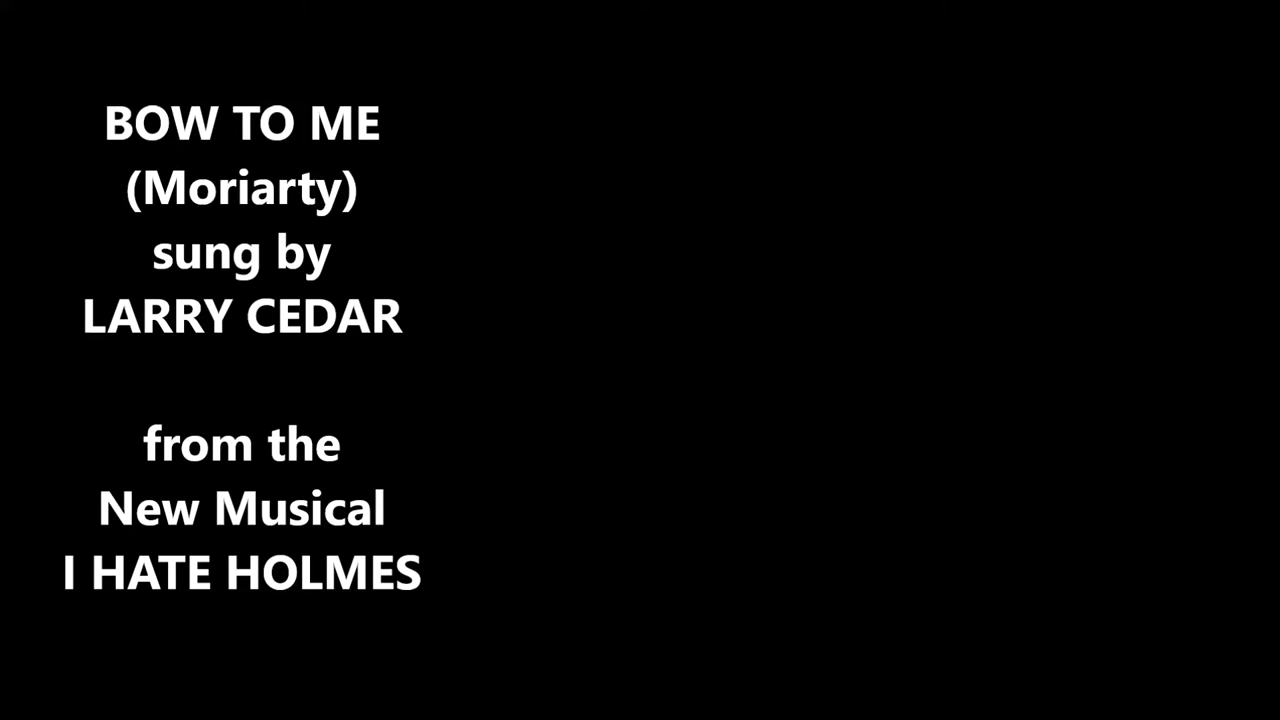 BOW TO ME
(Moriarty)
sung by
LARRY CEDAR
from the
New Musical
I HATE HOLMES